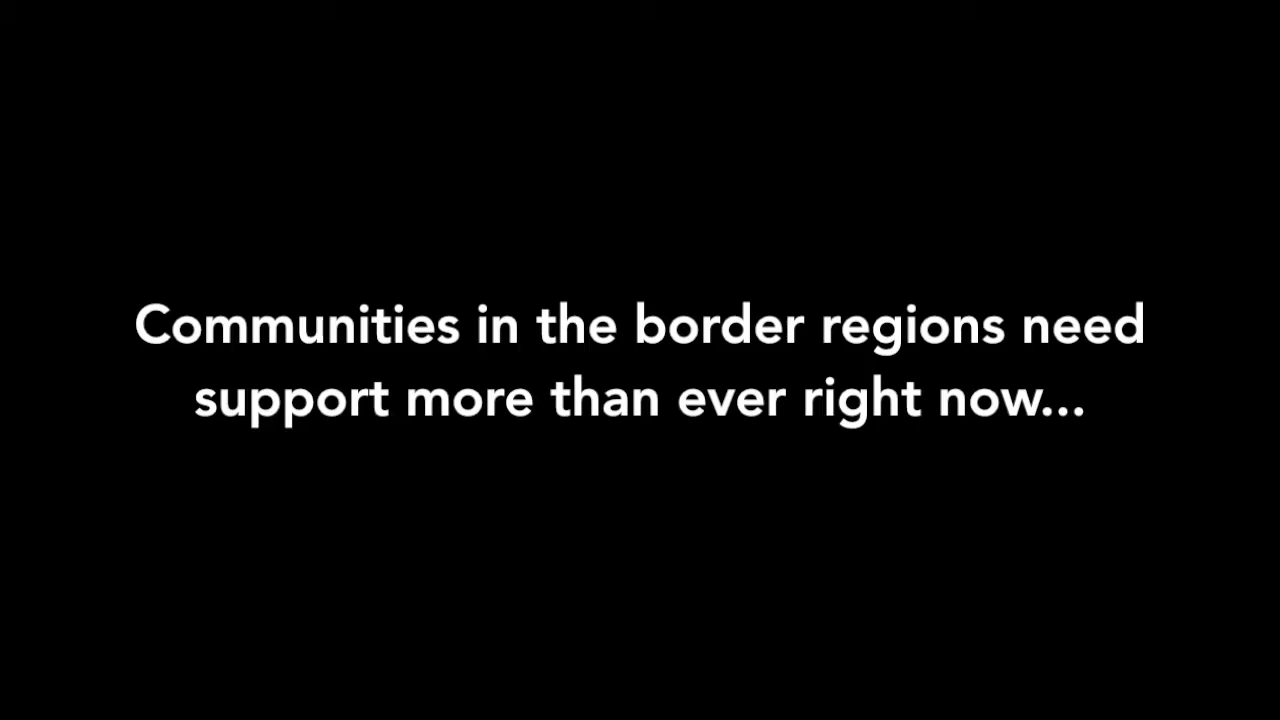 Communities in the border regions need
support more than ever right now...